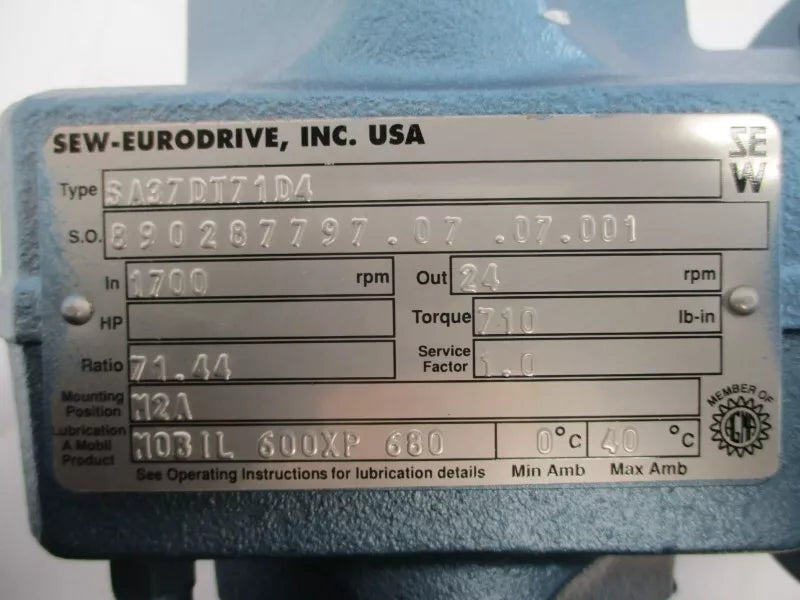 SEW-EURODRIVE, INC. USA
SE
W
Type SA37DT71D4
S.O. 890287797.07 .07.001
In 1700 rpm Out 24 rpm
HP Torque 710 lb-in
Ratio 71.44 Service Factor 1.0
Mounting Position M2A
MEMBER OF
AGMA
Lubrication A Mobil Product MOBIL 600XP 680 0°C 40 °C
See Operating Instructions for lubrication details Min Amb Max Amb